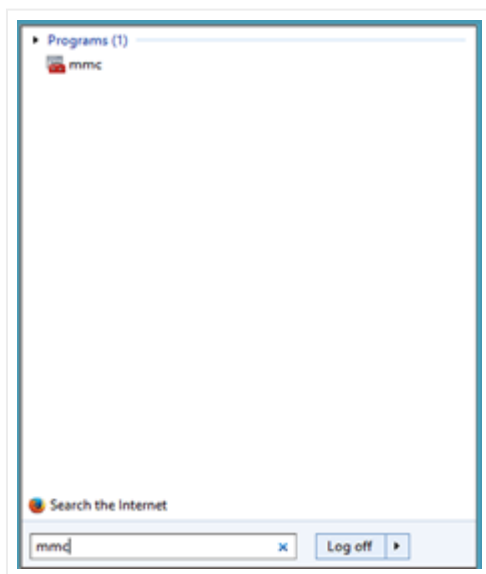 Programs (1)
mmc
Search the Internet
mmc
Log off